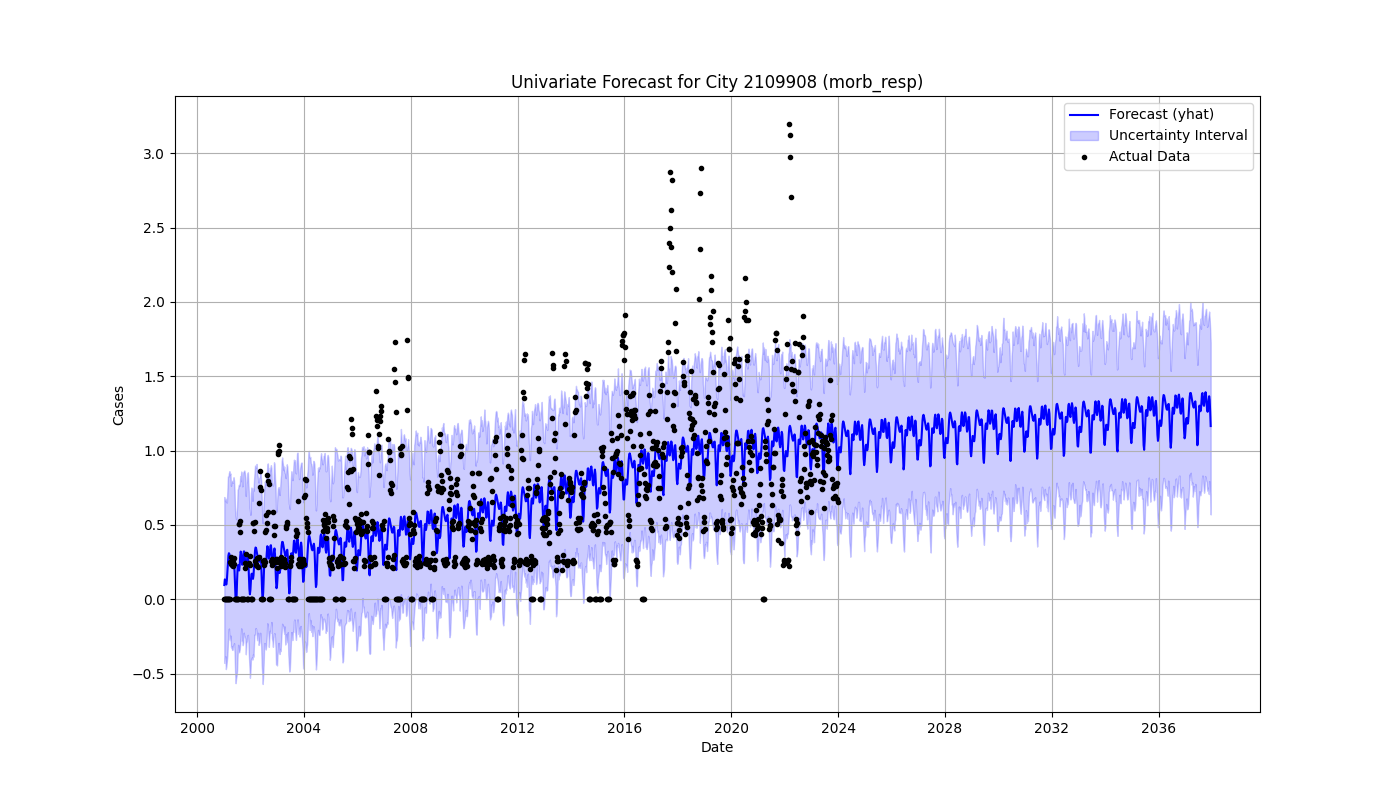 Univariate Forecast for City 2109908 (morb_resp)
Forecast (yhat)
Uncertainty Interval
Actual Data
Cases
3.0
2.5
2.0
1.5
1.0
0.5
0.0
−0.5
2000 2004 2008 2012 2016 2020 2024 2028 2032 2036
Date